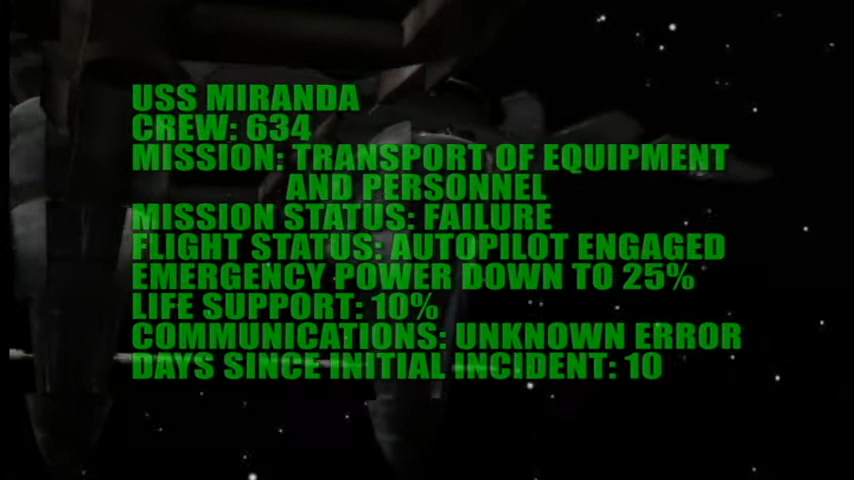 USS MIRANDA
CREW: 634
MISSION: TRANSPORT OF EQUIPMENT
AND PERSONNEL
MISSION STATUS: FAILURE
FLIGHT STATUS: AUTOPILOT ENGAGED
EMERGENCY POWER DOWN TO 25%
LIFE SUPPORT: 10%
COMMUNICATIONS: UNKNOWN ERROR
DAYS SINCE INITIAL INCIDENT: 10